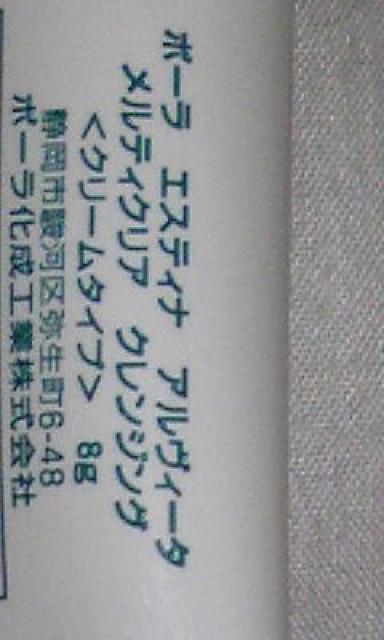 ポーラ　エスティナ　アルヴィータ
メルティクリア　クレンジング
＜クリームタイプ＞　8g
静岡市駿河区弥生町6-48
ポーラ化成工業株式会社